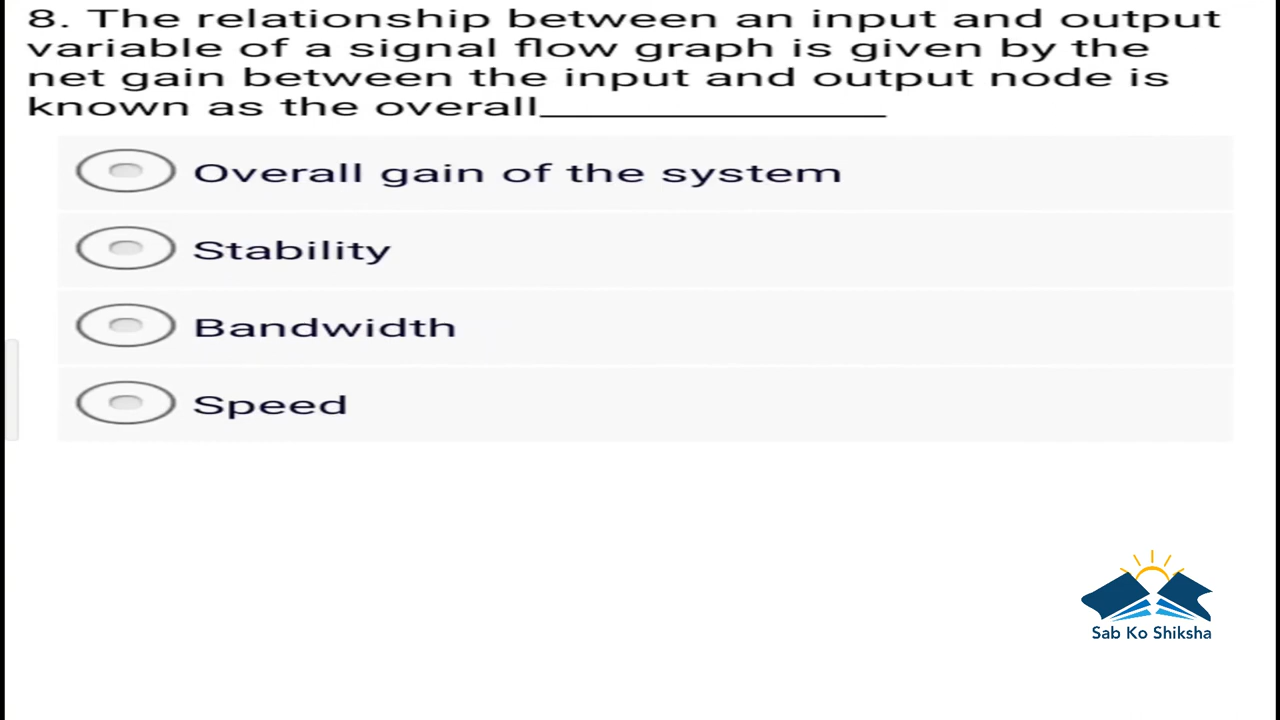 8. The relationship between an input and output
variable of a signal flow graph is given by the
net gain between the input and output node is
known as the overall_______________
Overall gain of the system
Stability
Bandwidth
Speed
Sab Ko Shiksha